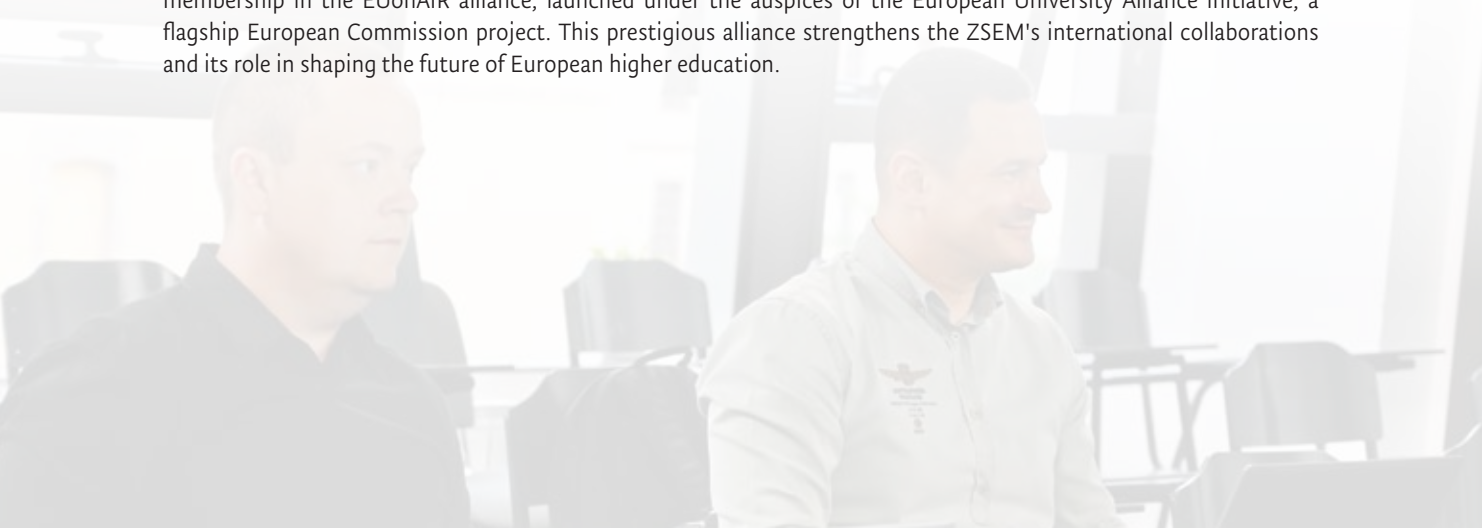 membership in the EUonAIR alliance, launched under the auspices of the European University Alliance Initiative, a
flagship European Commission project. This prestigious alliance strengthens the ZSEM's international collaborations
and its role in shaping the future of European higher education.